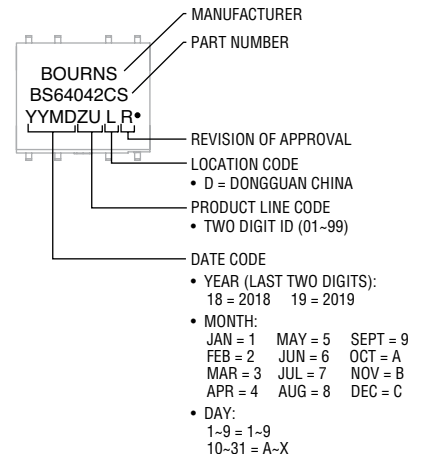 MANUFACTURER
PART NUMBER
BOURNS
BS64042CS
YYMDZU L R•
REVISION OF APPROVAL
LOCATION CODE
• D = DONGGUAN CHINA
PRODUCT LINE CODE
• TWO DIGIT ID (01~99)
DATE CODE
• YEAR (LAST TWO DIGITS):
18 = 2018 19 = 2019
• MONTH:
JAN = 1 MAY = 5 SEPT = 9
FEB = 2 JUN = 6 OCT = A
MAR = 3 JUL = 7 NOV = B
APR = 4 AUG = 8 DEC = C
• DAY:
1~9 = 1~9
10~31 = A~X